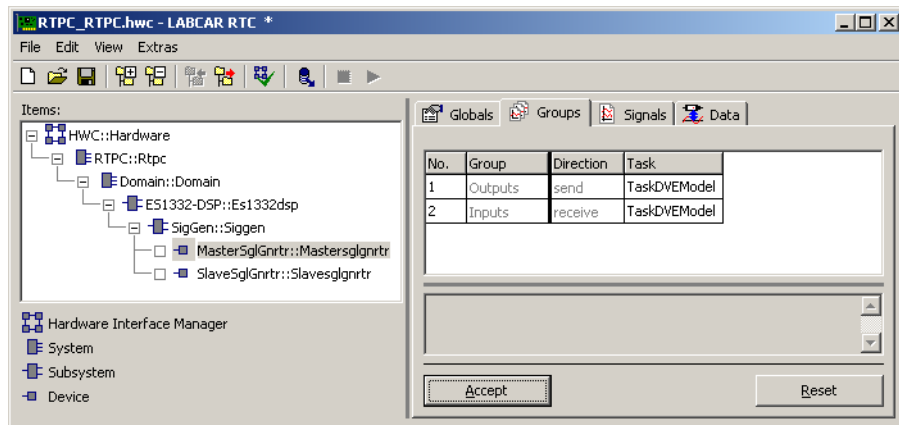 RTPC_RTPC.hwc - LABCAR RTC *
File Edit View Extras
Items:
HWC::Hardware
RTPC::Rtpc
Domain::Domain
ES1332-DSP::Es1332dsp
SigGen::Siggen
MasterSglGnrtr::Mastersglgnrtr
SlaveSglGnrtr::Slavesglgnrtr
Hardware Interface Manager
System
Subsystem
Device
Globals Groups Signals Data
No. Group Direction Task
1 Outputs send TaskDVEModel
2 Inputs receive TaskDVEModel
Accept Reset